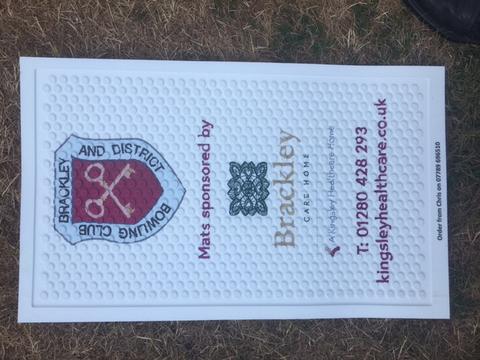 BRACKLEY AND DISTRICT
BOWLING CLUB
Mats sponsored by
Brackley
CARE HOME
A Kingsley Healthcare Home
T: 01280 428 293
kingsleyhealthcare.co.uk
Order from Chris on 07789 696510